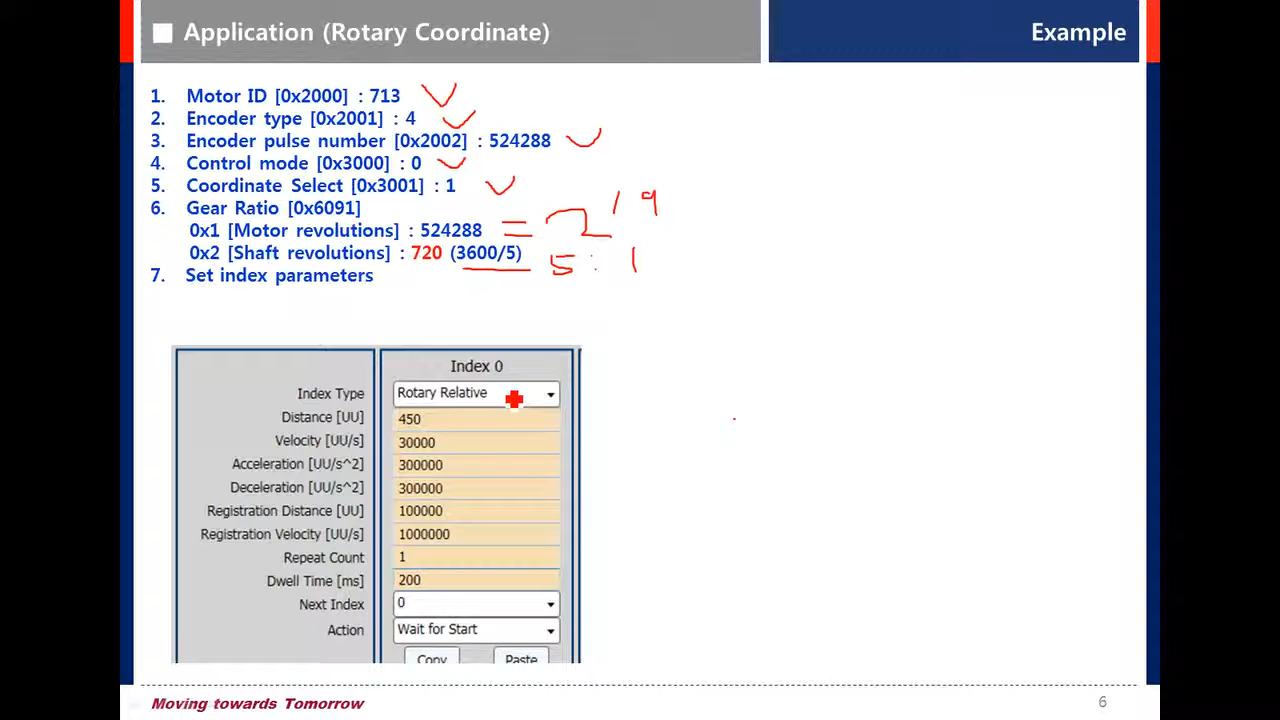 Application (Rotary Coordinate)
Example
1. Motor ID [0x2000] : 713
2. Encoder type [0x2001] : 4
3. Encoder pulse number [0x2002] : 524288
4. Control mode [0x3000] : 0
5. Coordinate Select [0x3001] : 1
6. Gear Ratio [0x6091]
0x1 [Motor revolutions] : 524288 = 2^19
0x2 [Shaft revolutions] : 720 (3600/5) 5 : 1
7. Set index parameters
Index 0
Index Type Rotary Relative
Distance [UU] 450
Velocity [UU/s] 30000
Acceleration [UU/s^2] 300000
Deceleration [UU/s^2] 300000
Registration Distance [UU] 100000
Registration Velocity [UU/s] 1000000
Repeat Count 1
Dwell Time [ms] 200
Next Index 0
Action Wait for Start
Copy Paste
Moving towards Tomorrow
6